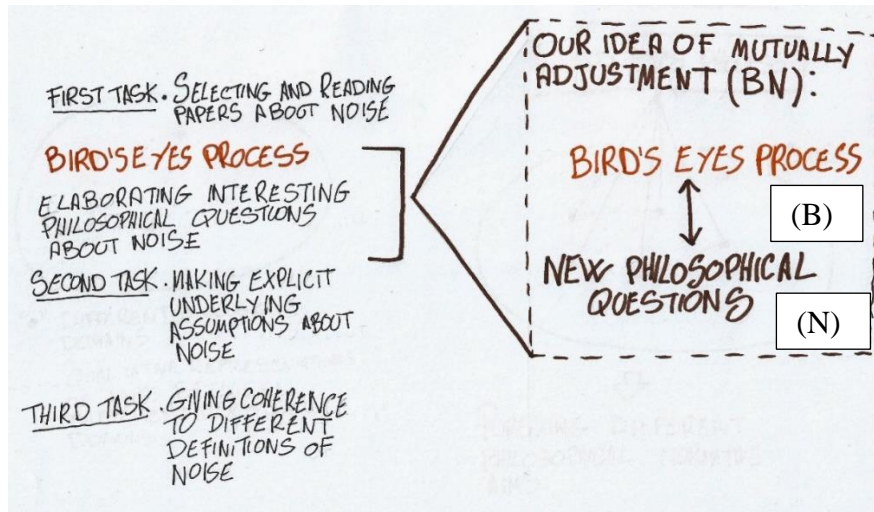 FIRST TASK. SELECTING AND READING
PAPERS ABOUT NOISE
BIRD'S EYES PROCESS
ELABORATING INTERESTING
PHILOSOPHICAL QUESTIONS
ABOUT NOISE
SECOND TASK. MAKING EXPLICIT
UNDERLYING
ASSUMPTIONS ABOUT
NOISE
THIRD TASK. GIVING COHERENCE
TO DIFFERENT
DEFINITIONS OF
NOISE
OUR IDEA OF MUTUALLY
ADJUSTMENT (BN):
BIRD'S EYES PROCESS
(B)
NEW PHILOSOPHICAL
QUESTIONS
(N)